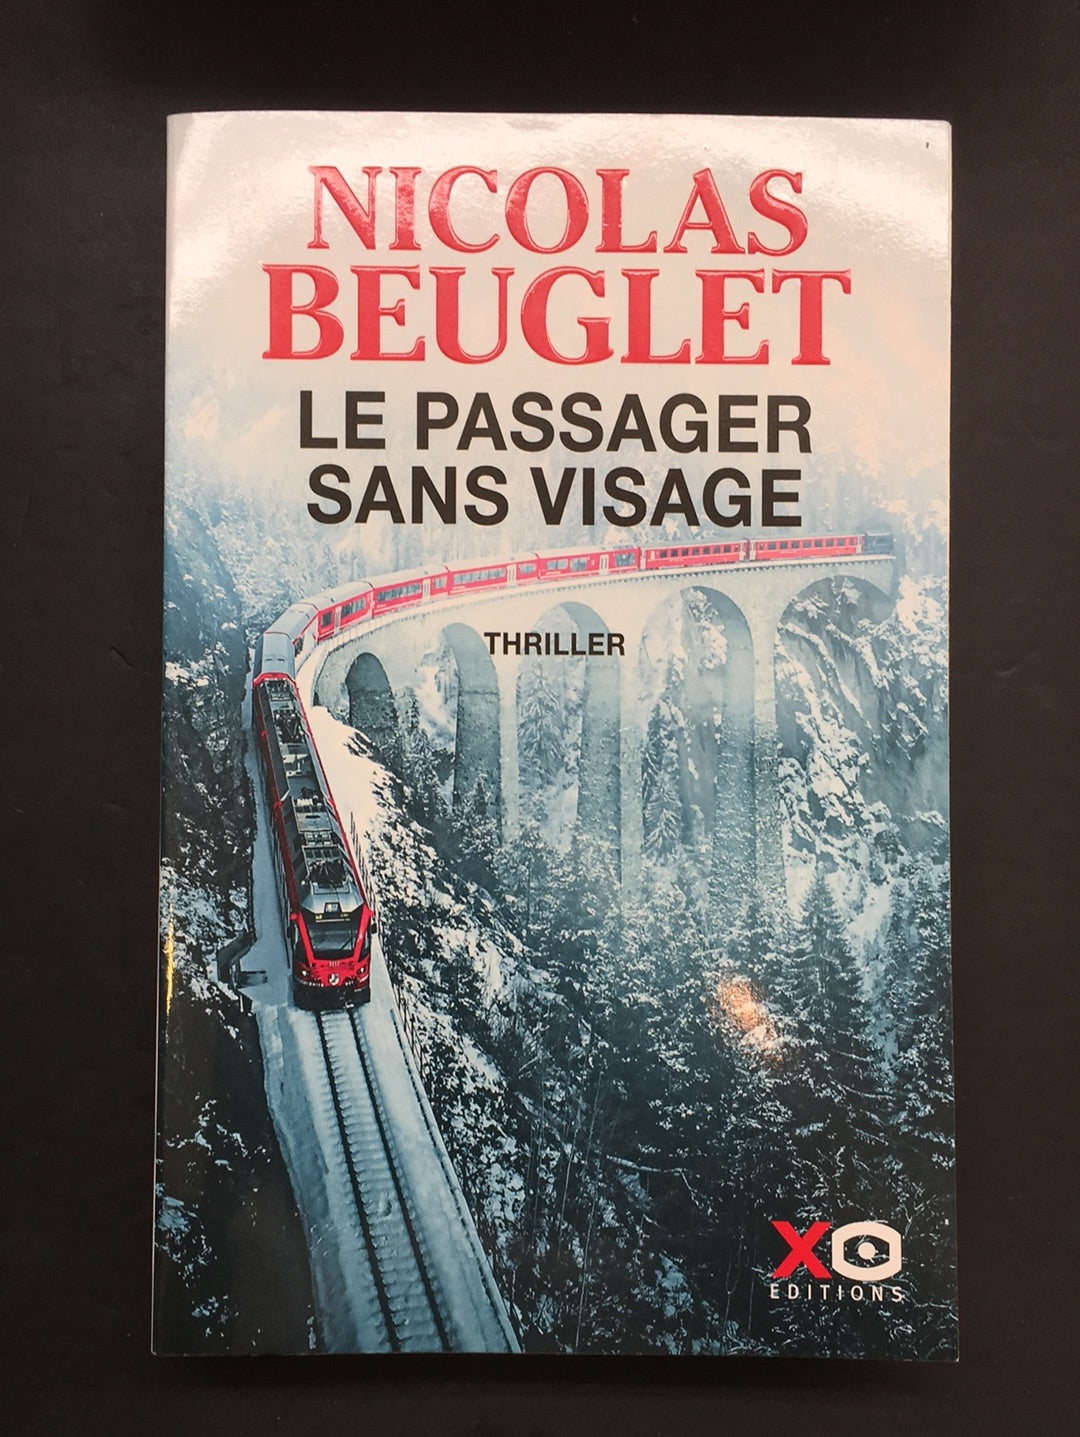 NICOLAS
BEUGLET
LE PASSAGER
SANS VISAGE
THRILLER
XO
EDITIONS